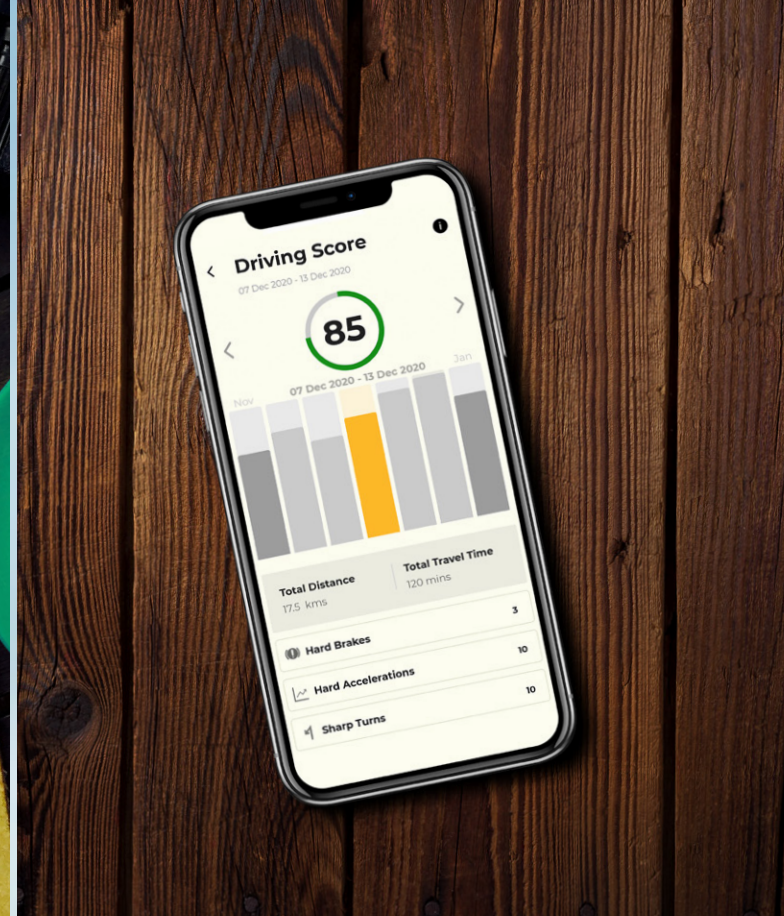 Driving Score
07 Dec 2020 - 13 Dec 2020
85
07 Dec 2020 - 13 Dec 2020
Nov
Jan
Total Distance
17.5 kms
Total Travel Time
120 mins
Hard Brakes
3
Hard Accelerations
10
Sharp Turns
10